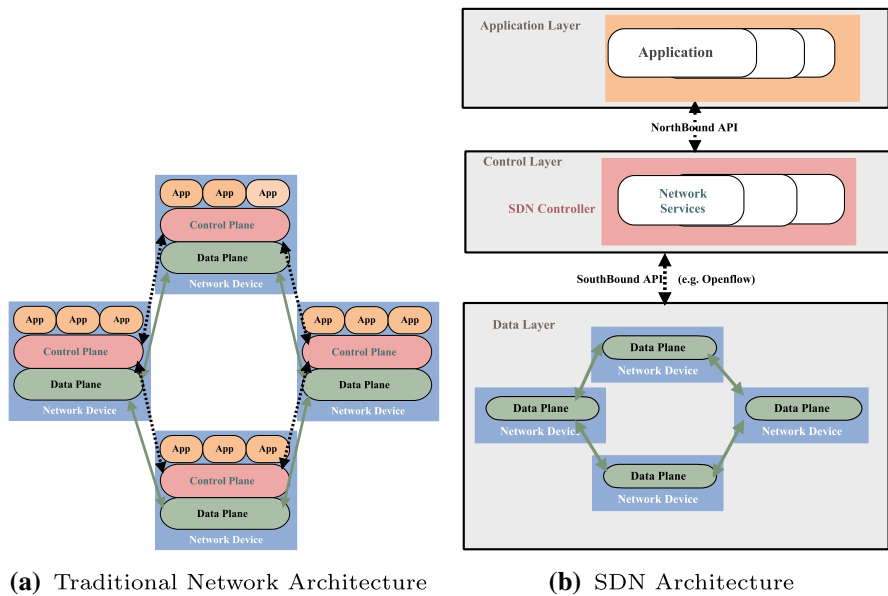 App App App
Control Plane
Data Plane
Network Device
App App App
Control Plane
Data Plane
Network Device
App App App
Control Plane
Data Plane
Network Device
App App App
Control Plane
Data Plane
Network Device
(a) Traditional Network Architecture
Application Layer
Application
NorthBound API
Control Layer
SDN Controller
Network
Services
SouthBound API (e.g. Openflow)
Data Layer
Data Plane
Network Device
Data Plane
Network Device
Data Plane
Network Device
Data Plane
Network Device
(b) SDN Architecture